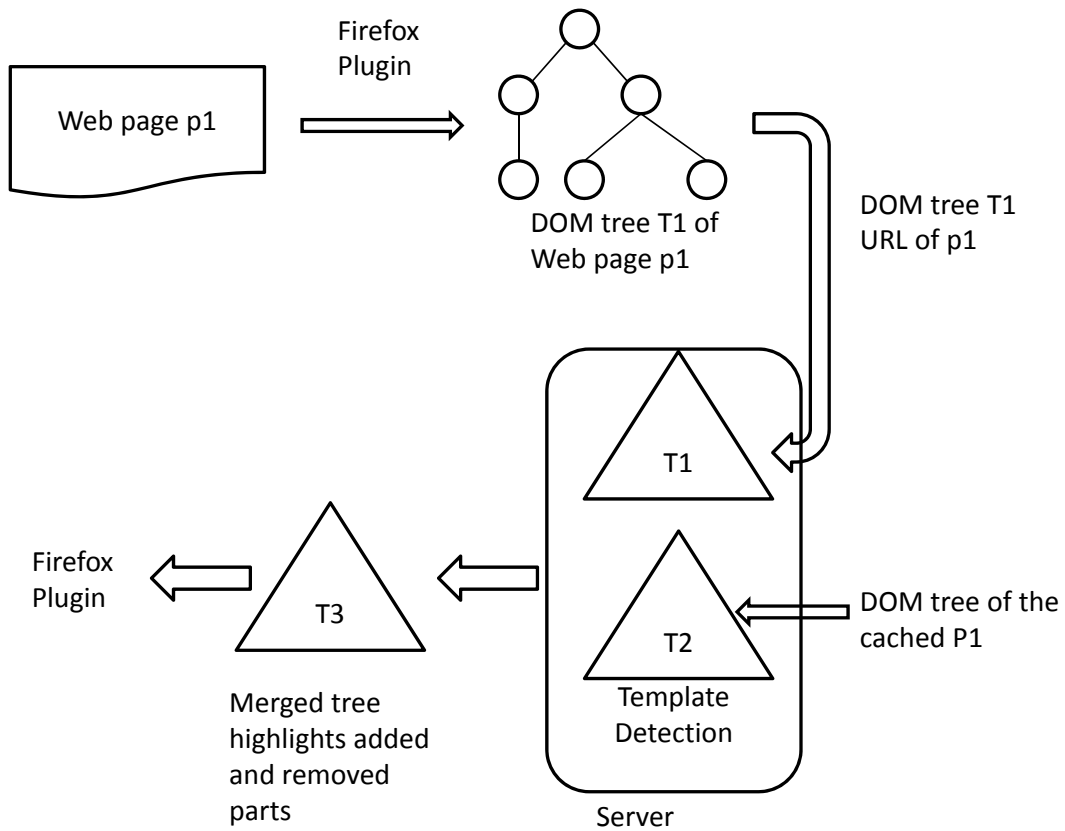 Firefox
Plugin
Web page p1
DOM tree T1 of
Web page p1
DOM tree T1
URL of p1
T1
T2
DOM tree of the
cached P1
Template
Detection
Server
T3
Merged tree
highlights added
and removed
parts
Firefox
Plugin